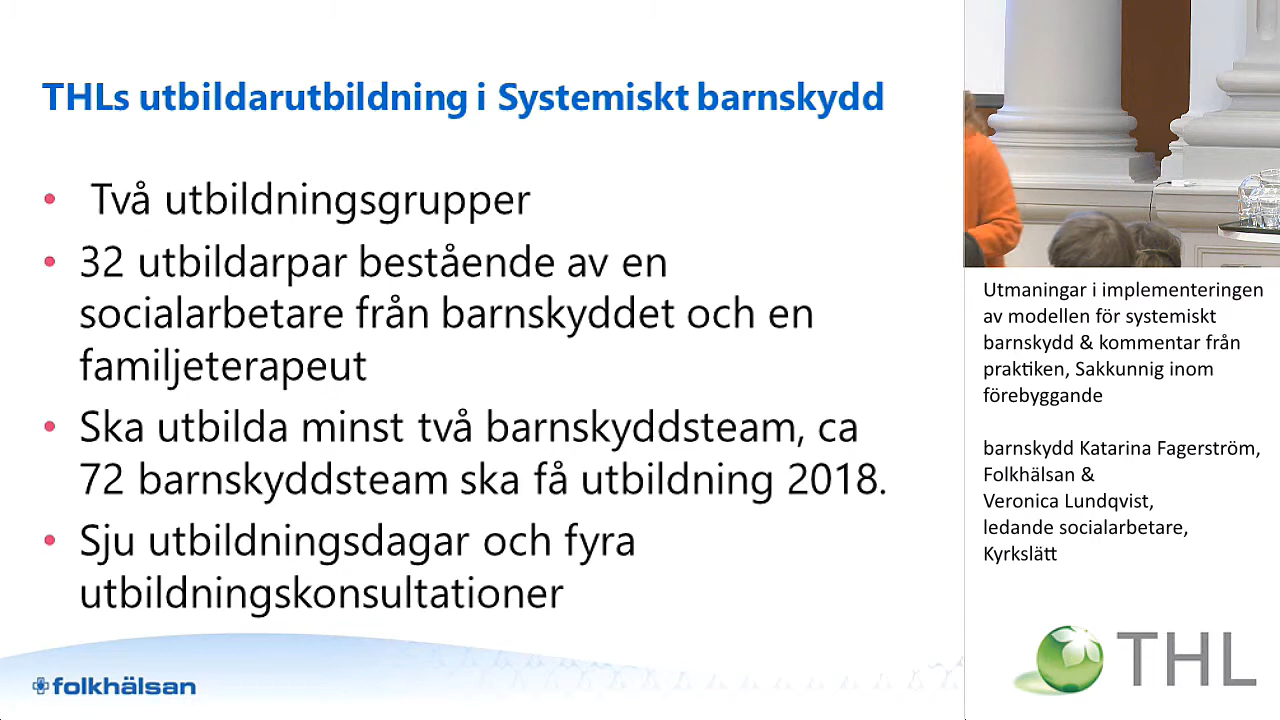 THLs utbildarutbildning i Systemiskt barnskydd
• Två utbildningsgrupper
• 32 utbildarpar bestående av en
socialarbetare från barnskyddet och en
familjeterapeut
• Ska utbilda minst två barnskyddsteam, ca
72 barnskyddsteam ska få utbildning 2018.
• Sju utbildningsdagar och fyra
utbildningskonsultationer
folkhälsan
Utmaningar i implementeringen
av modellen för systemiskt
barnskydd & kommentar från
praktiken, Sakkunnig inom
förebyggande
barnskydd Katarina Fagerström,
Folkhälsan &
Veronica Lundqvist,
ledande socialarbetare,
Kyrkslätt
THL